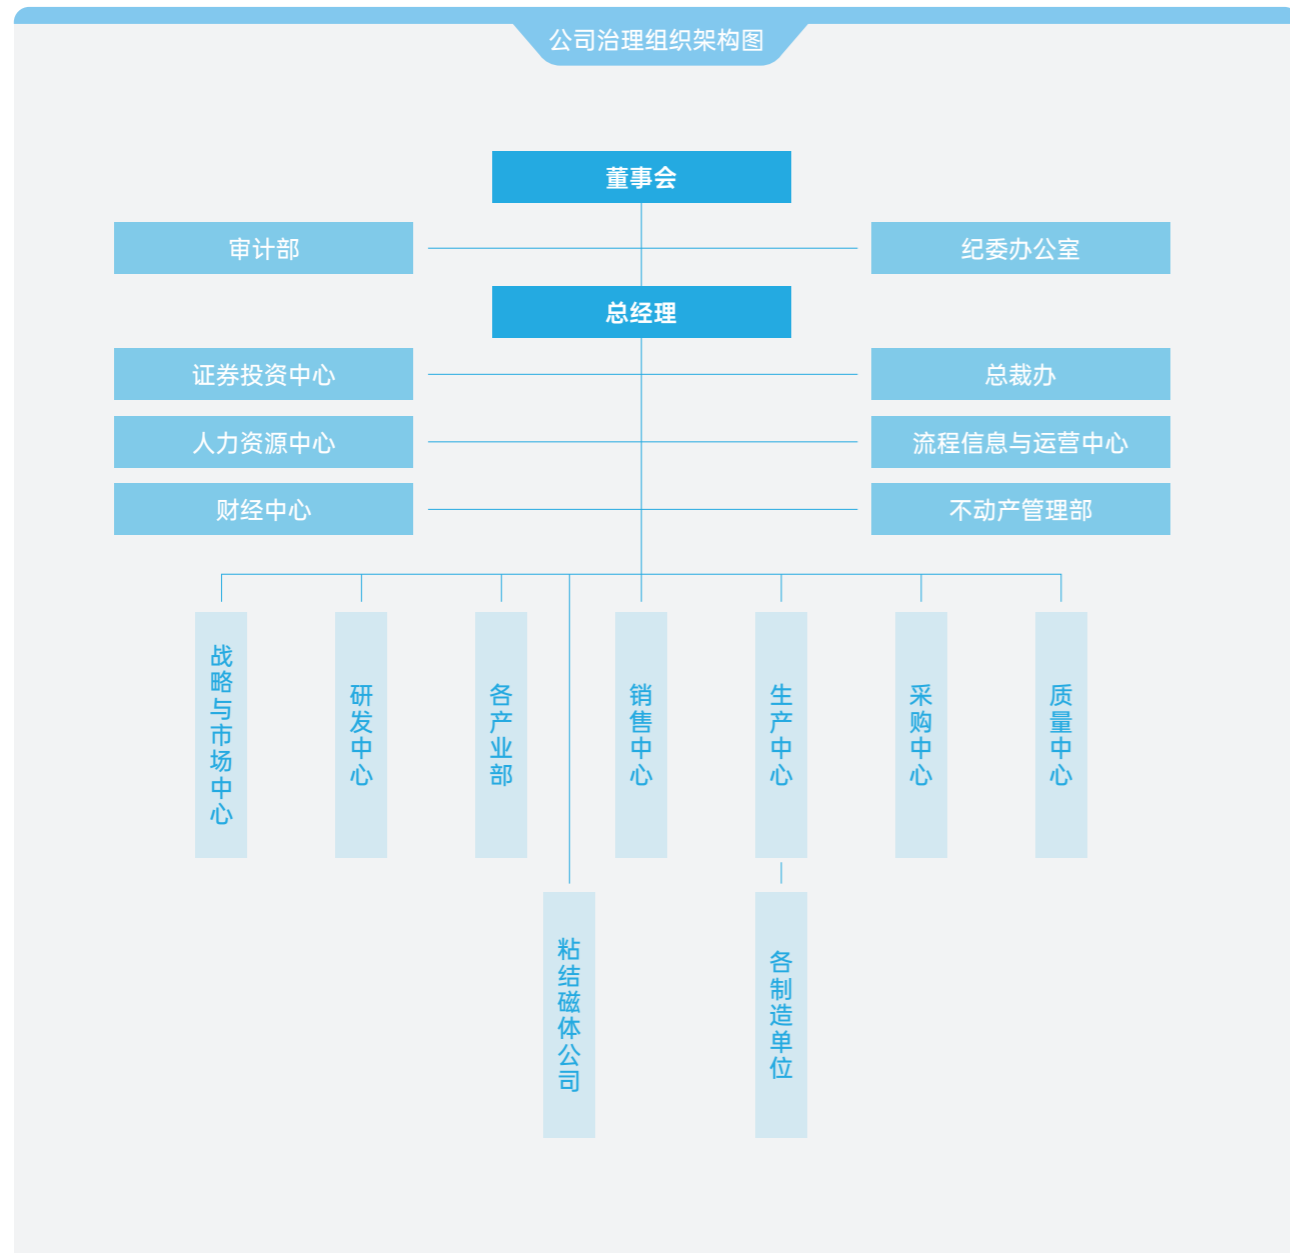 公司治理组织架构图
董事会
审计部
纪委办公室
总经理
证券投资中心
总裁办
人力资源中心
流程信息与运营中心
财经中心
不动产管理部
战略与市场中心
研发中心
各产业部
销售中心
生产中心
采购中心
质量中心
粘结磁体公司
各制造单位